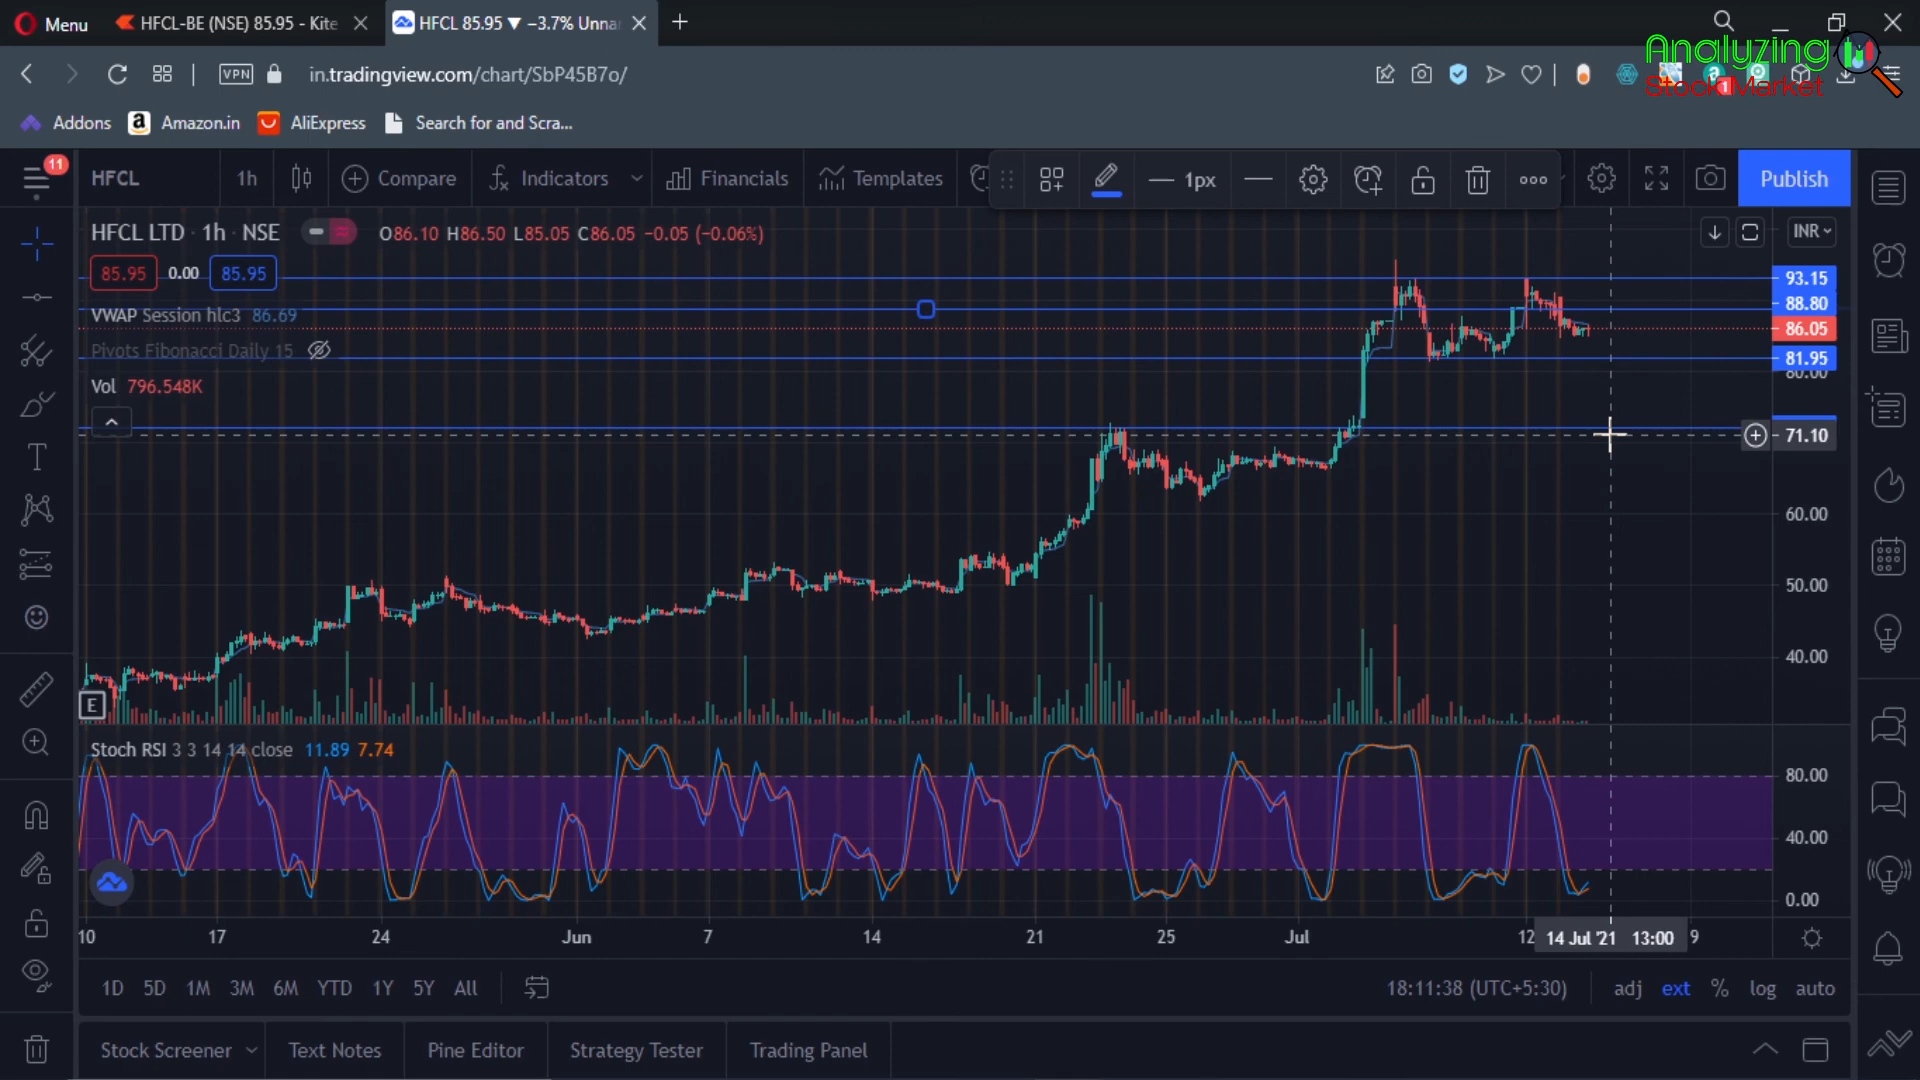 Menu
HFCL-BE (NSE) 85.95 - Kite
HFCL 85.95 ▼ −3.7% Unna
Analyzing
Stock Market
VPN
in.tradingview.com/chart/SbP45B7o/
1
Addons
Amazon.in
AliExpress
Search for and Scra...
11
HFCL
1h
Compare
Indicators
Financials
Templates
1px
Publish
HFCL LTD · 1h · NSE
O86.10 H86.50 L85.05 C86.05 -0.05 (-0.06%)
INR
85.95 0.00 85.95
VWAP Session hlc3 86.69
Pivots Fibonacci Daily 15
Vol 796.548K
93.15
88.80
86.05
81.95
80.00
71.10
60.00
50.00
40.00
E
Stoch RSI 3 3 14 14 close 11.89 7.74
80.00
40.00
0.00
10 17 24 Jun 7 14 21 25 Jul 12 14 Jul '21 13:00 9
1D 5D 1M 3M 6M YTD 1Y 5Y All
18:11:38 (UTC+5:30)
adj ext % log auto
Stock Screener
Text Notes
Pine Editor
Strategy Tester
Trading Panel